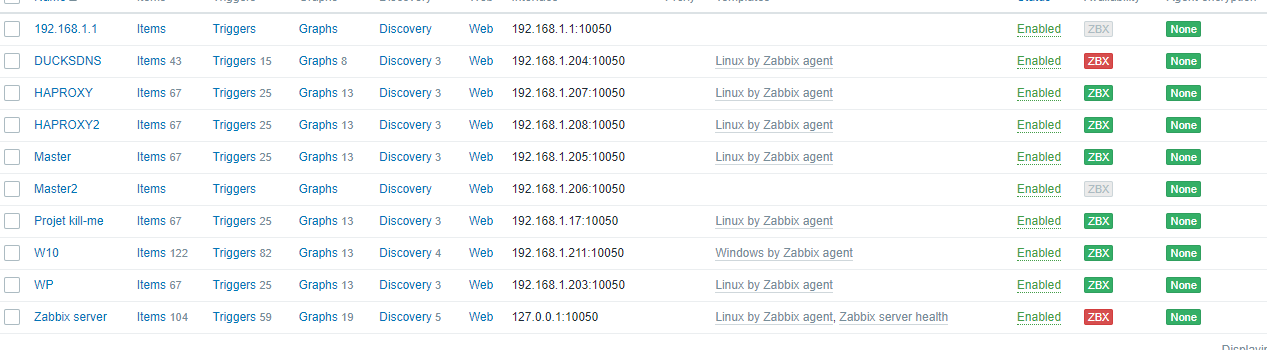 Name Items Triggers Graphs Discovery Web Interface Proxy Templates Status Availability Agent encryption
192.168.1.1 Items Triggers Graphs Discovery Web 192.168.1.1:10050 Enabled ZBX None
DUCKSDNS Items 43 Triggers 15 Graphs 8 Discovery 3 Web 192.168.1.204:10050 Linux by Zabbix agent Enabled ZBX None
HAPROXY Items 67 Triggers 25 Graphs 13 Discovery 3 Web 192.168.1.207:10050 Linux by Zabbix agent Enabled ZBX None
HAPROXY2 Items 67 Triggers 25 Graphs 13 Discovery 3 Web 192.168.1.208:10050 Linux by Zabbix agent Enabled ZBX None
Master Items 67 Triggers 25 Graphs 13 Discovery 3 Web 192.168.1.205:10050 Linux by Zabbix agent Enabled ZBX None
Master2 Items Triggers Graphs Discovery Web 192.168.1.206:10050 Enabled ZBX None
Projet kill-me Items 67 Triggers 25 Graphs 13 Discovery 3 Web 192.168.1.17:10050 Linux by Zabbix agent Enabled ZBX None
W10 Items 122 Triggers 82 Graphs 13 Discovery 4 Web 192.168.1.211:10050 Windows by Zabbix agent Enabled ZBX None
WP Items 67 Triggers 25 Graphs 13 Discovery 3 Web 192.168.1.203:10050 Linux by Zabbix agent Enabled ZBX None
Zabbix server Items 104 Triggers 59 Graphs 19 Discovery 5 Web 127.0.0.1:10050 Linux by Zabbix agent, Zabbix server health Enabled ZBX None